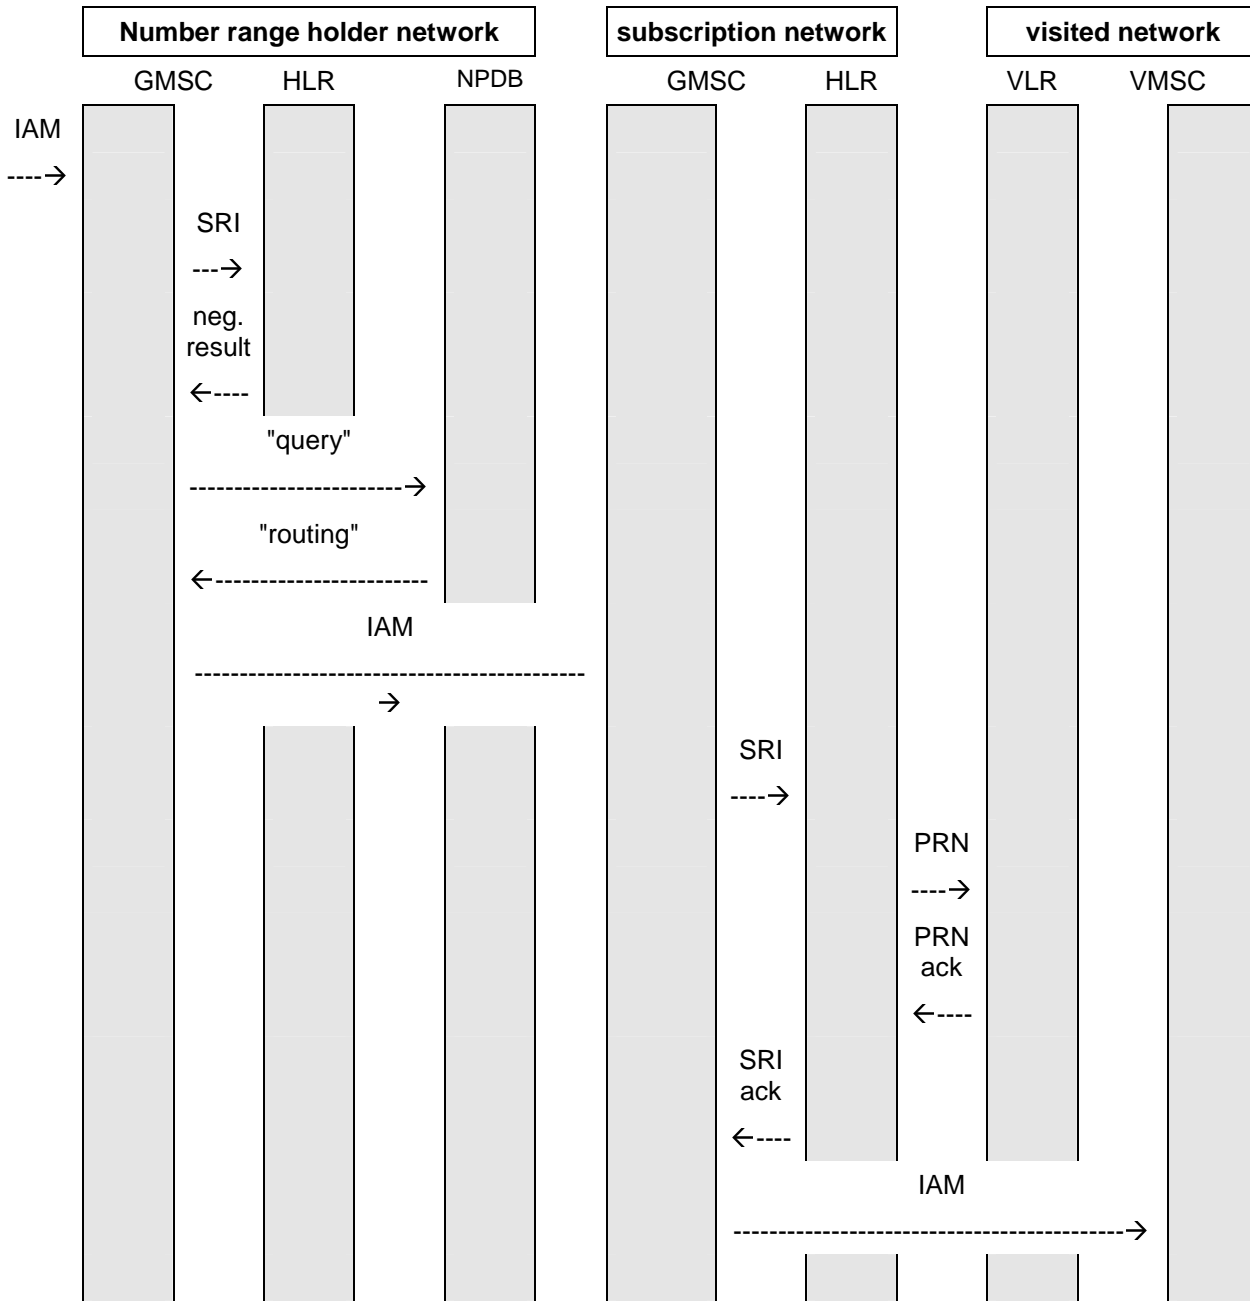 Number range holder network subscription network visited network
GMSC HLR NPDB GMSC HLR VLR VMSC
IAM
---->
SRI
--->
neg.
result
<----
"query"
------------------------>
"routing"
<------------------------
IAM
--------------------------------------------
>
SRI
---->
PRN
---->
PRN
ack
<----
SRI
ack
<----
IAM
-------------------------------------------->